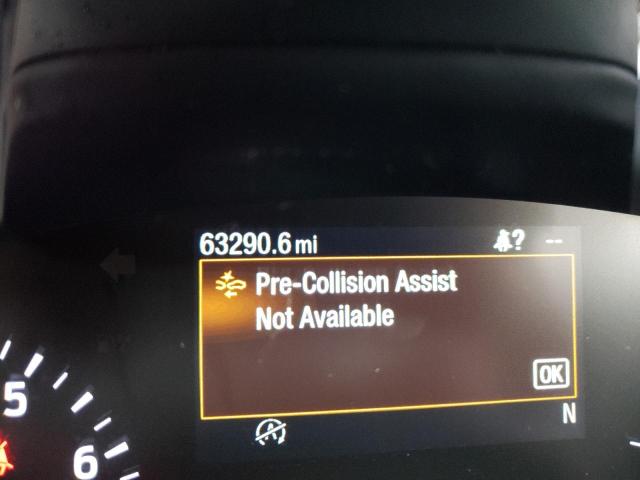 63290.6 mi
? --
Pre-Collision Assist
Not Available
OK
N
A
5
6